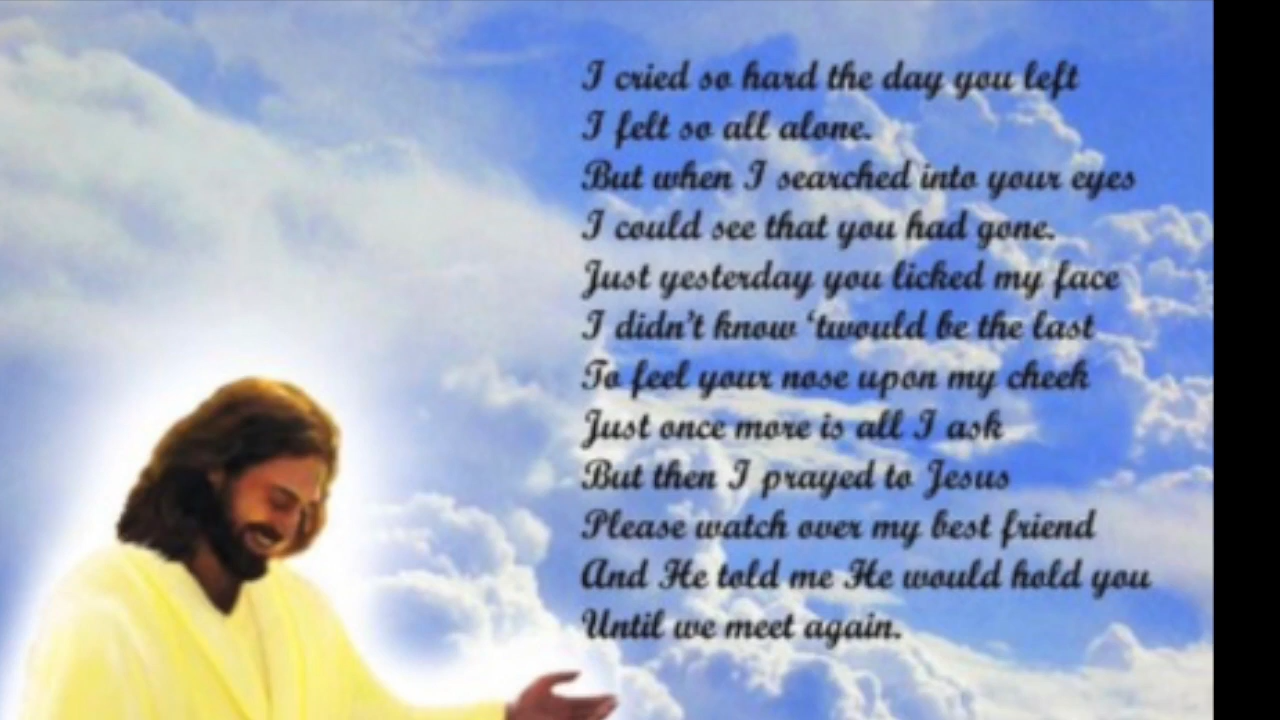 I cried so hard the day you left
I felt so all alone.
But when I searched into your eyes
I could see that you had gone.
Just yesterday you licked my face
I didn't know ‘twould be the last
To feel your nose upon my cheek
Just once more is all I ask
But then I prayed to Jesus
Please watch over my best friend
And He told me He would hold you
Until we meet again.